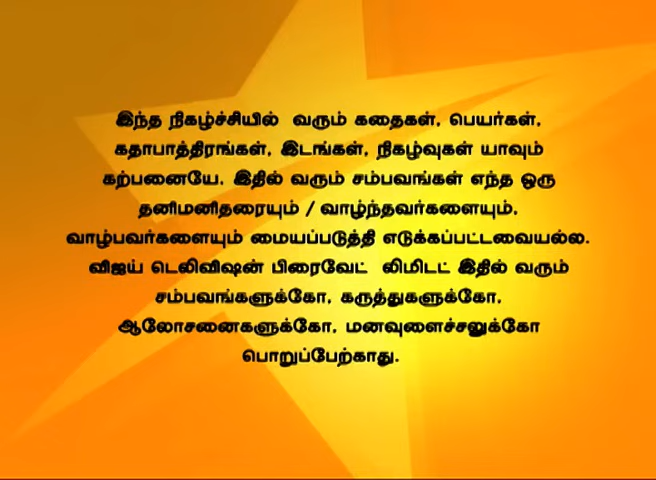 இந்த நிகழ்ச்சியில் வரும் கதைகள், பெயர்கள்,
கதாபாத்திரங்கள், இடங்கள், நிகழ்வுகள் யாவும்
கற்பனையே. இதில் வரும் சம்பவங்கள் எந்த ஒரு
தனிமனிதரையும் / வாழ்ந்தவர்களையும்,
வாழ்பவர்களையும் மையப்படுத்தி எடுக்கப்பட்டவையல்ல.
விஜய் டெலிவிஷன் பிரைவேட் லிமிடட் இதில் வரும்
சம்பவங்களுக்கோ, கருத்துகளுக்கோ,
ஆலோசனைகளுக்கோ, மனவுளைச்சலுக்கோ
பொறுப்பேற்காது.